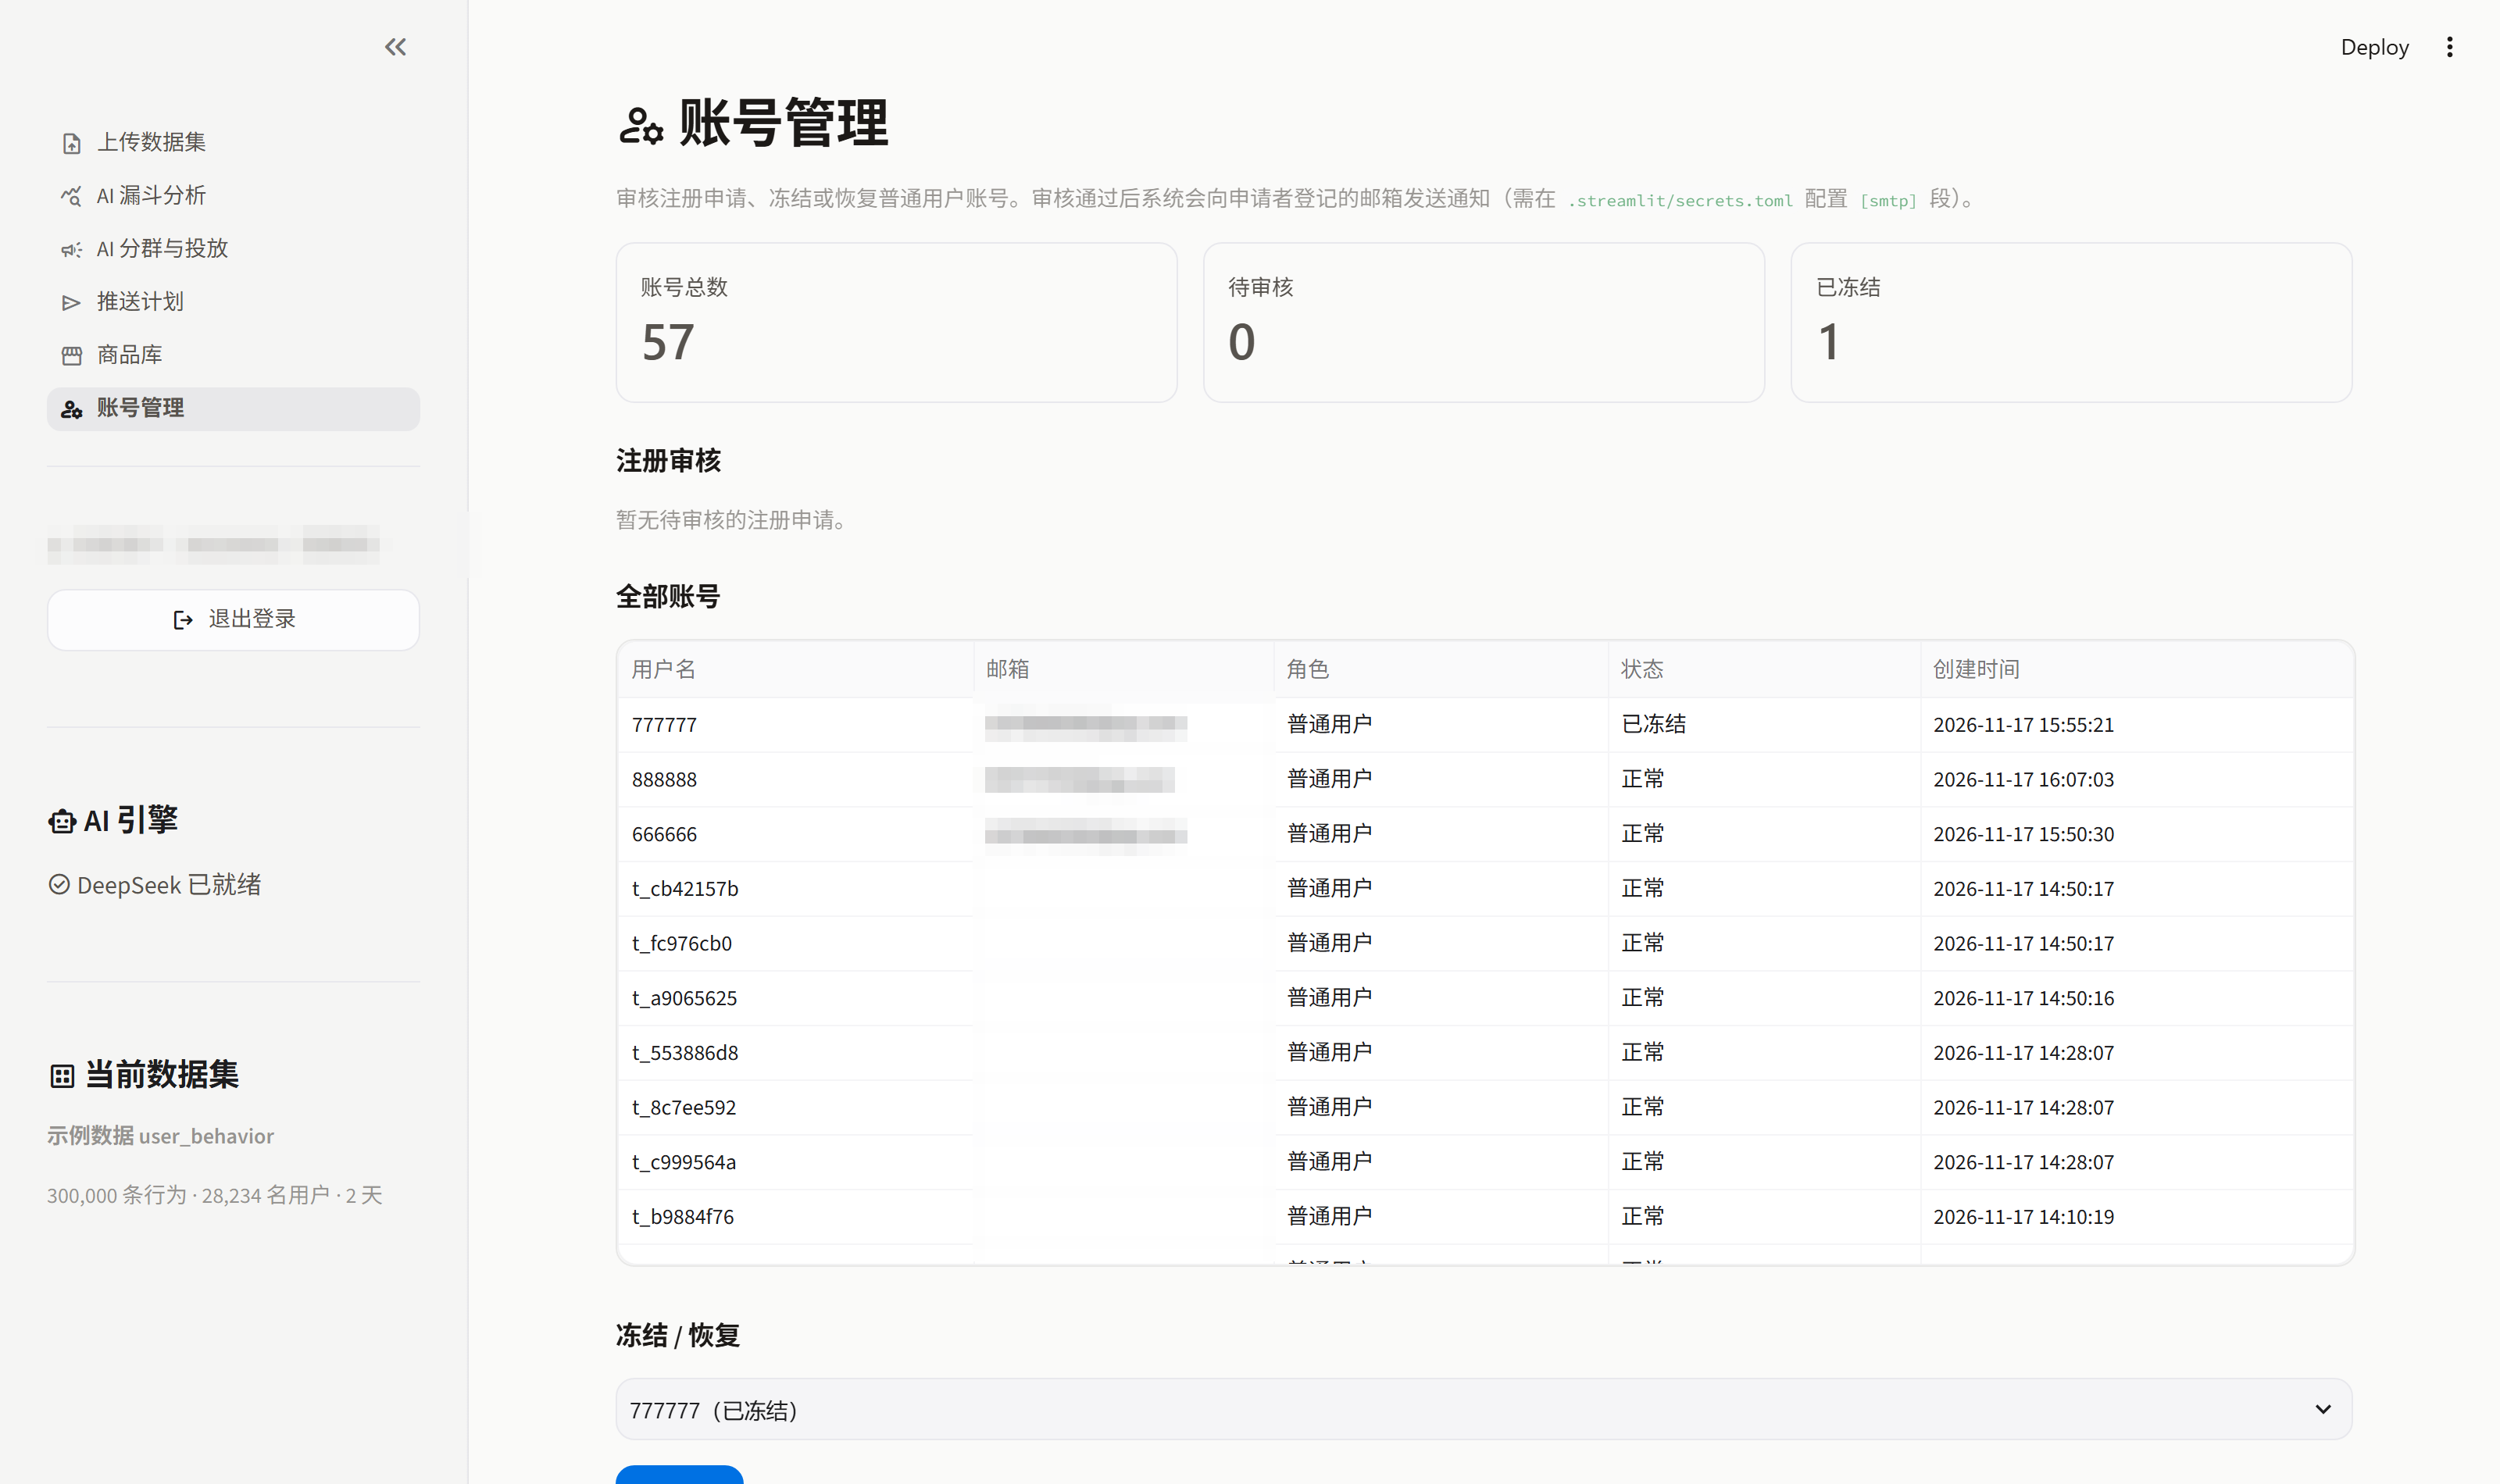 Deploy
上传数据集
AI 漏斗分析
AI 分群与投放
推送计划
商品库
账号管理
退出登录
AI 引擎
DeepSeek 已就绪
当前数据集
示例数据 user_behavior
300,000 条行为 · 28,234 名用户 · 2 天
账号管理
审核注册申请、冻结或恢复普通用户账号。审核通过后系统会向申请者登记的邮箱发送通知（需在 .streamlit/secrets.toml 配置 [smtp] 段）。
账号总数
57
待审核
0
已冻结
1
注册审核
暂无待审核的注册申请。
全部账号
用户名 邮箱 角色 状态 创建时间
777777 普通用户 已冻结 2026-11-17 15:55:21
888888 普通用户 正常 2026-11-17 16:07:03
666666 普通用户 正常 2026-11-17 15:50:30
t_cb42157b 普通用户 正常 2026-11-17 14:50:17
t_fc976cb0 普通用户 正常 2026-11-17 14:50:17
t_a9065625 普通用户 正常 2026-11-17 14:50:16
t_553886d8 普通用户 正常 2026-11-17 14:28:07
t_8c7ee592 普通用户 正常 2026-11-17 14:28:07
t_c999564a 普通用户 正常 2026-11-17 14:28:07
t_b9884f76 普通用户 正常 2026-11-17 14:10:19
冻结 / 恢复
777777（已冻结）